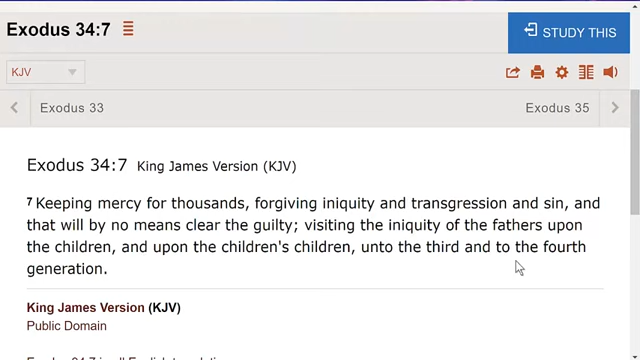 Exodus 34:7
STUDY THIS
KJV
Exodus 33
Exodus 35
Exodus 34:7 King James Version (KJV)
7 Keeping mercy for thousands, forgiving iniquity and transgression and sin, and
that will by no means clear the guilty; visiting the iniquity of the fathers upon
the children, and upon the children's children, unto the third and to the fourth
generation.
King James Version (KJV)
Public Domain